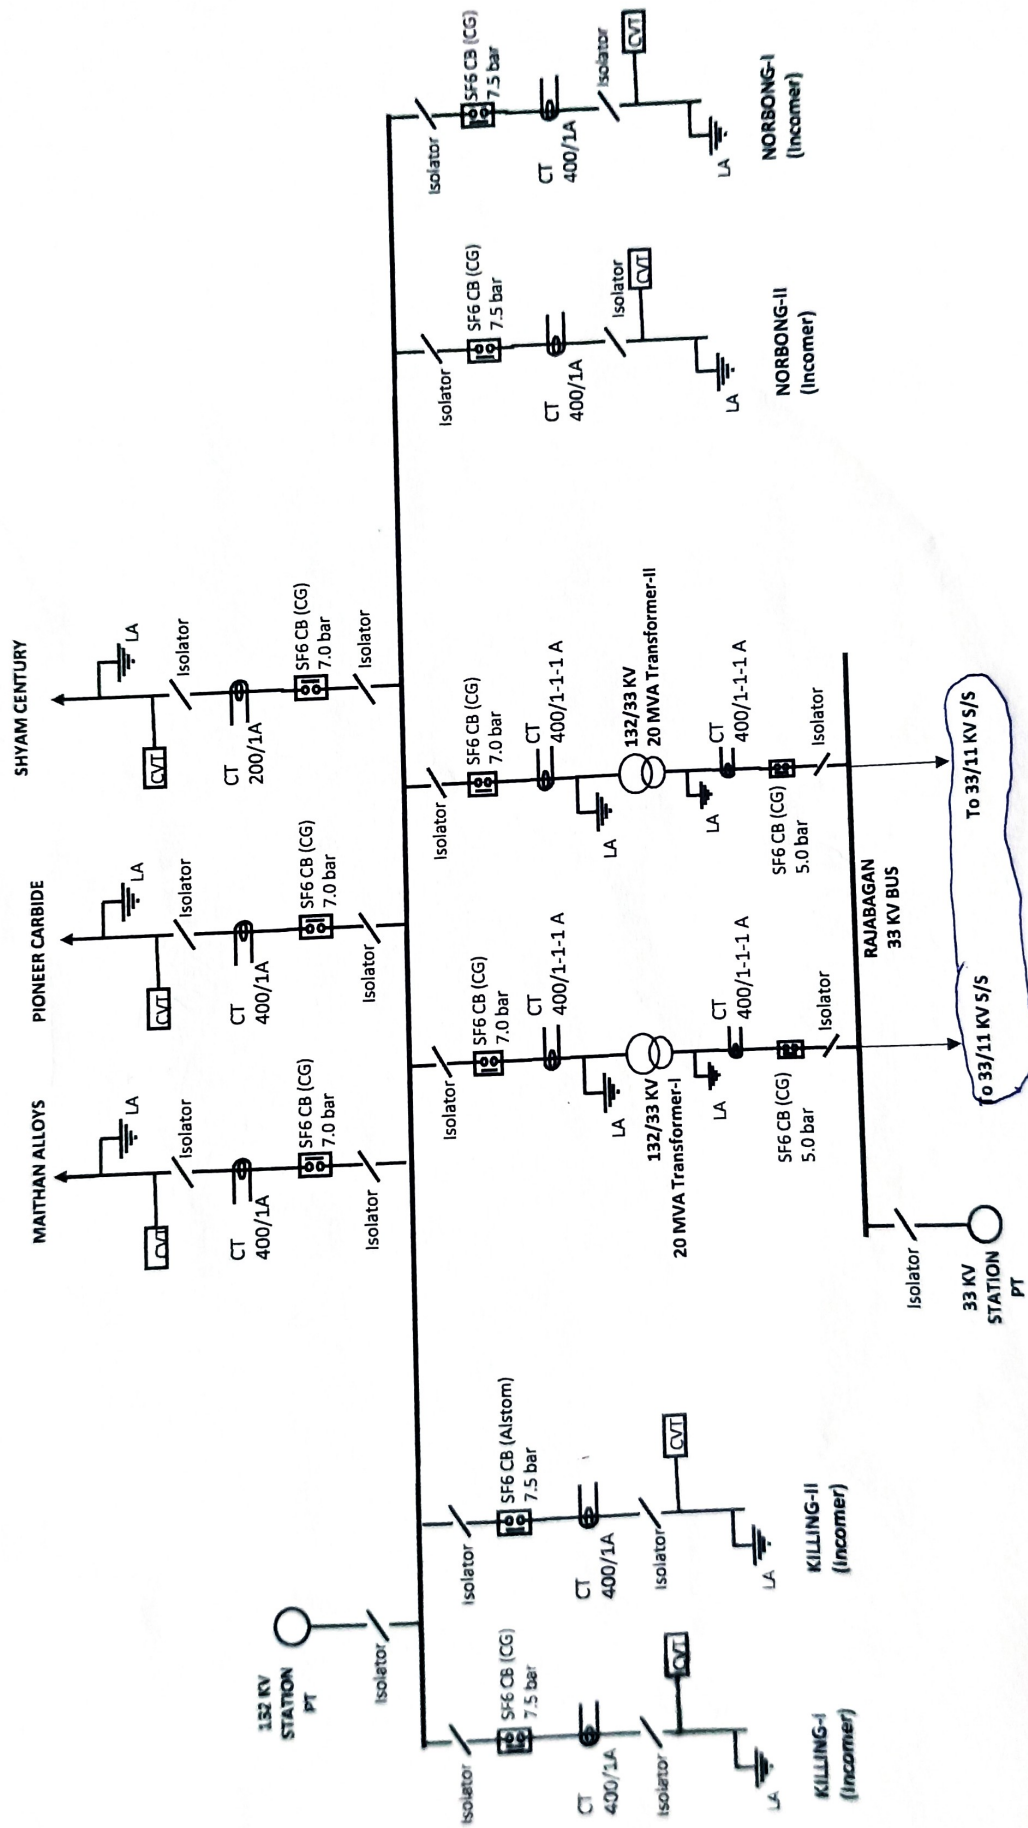 SHYAM CENTURY
LA
CVT
Isolator
CT
200/1A
SF6 CB (CG)
7.0 bar
Isolator
PIONEER CARBIDE
LA
CVT
Isolator
CT
400/1A
SF6 CB (CG)
7.0 bar
Isolator
MAITHAN ALLOYS
LA
CVT
Isolator
CT
400/1A
SF6 CB (CG)
7.0 bar
Isolator
132 KV
STATION
PT
Isolator
Isolator
SF6 CB (CG)
7.5 bar
CT
400/1A
Isolator
CVT
LA
KILLING-I
(Incomer)
Isolator
SF6 CB (Alstom)
7.5 bar
CT
400/1A
Isolator
CVT
LA
KILLING-II
(Incomer)
Isolator
SF6 CB (CG)
7.0 bar
CT
400/1-1-1 A
LA
132/33 KV
20 MVA Transformer-I
LA
CT
400/1-1-1 A
SF6 CB (CG)
5.0 bar
Isolator
Isolator
SF6 CB (CG)
7.0 bar
CT
400/1-1-1 A
LA
132/33 KV
20 MVA Transformer-II
LA
CT
400/1-1-1 A
SF6 CB (CG)
5.0 bar
Isolator
RAJABAGAN
33 KV BUS
To 33/11 KV S/S
To 33/11 KV S/S
Isolator
33 KV
STATION
PT
Isolator
SF6 CB (CG)
7.5 bar
CT
400/1A
Isolator
CVT
LA
NORBONG-II
(Incomer)
Isolator
SF6 CB (CG)
7.5 bar
CT
400/1A
Isolator
CVT
LA
NORBONG-I
(Incomer)